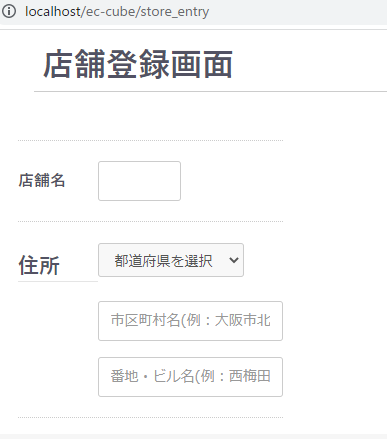 localhost/ec-cube/store_entry
店舗登録画面
店舗名
住所
都道府県を選択
市区町村名(例：大阪市北
番地・ビル名(例：西梅田